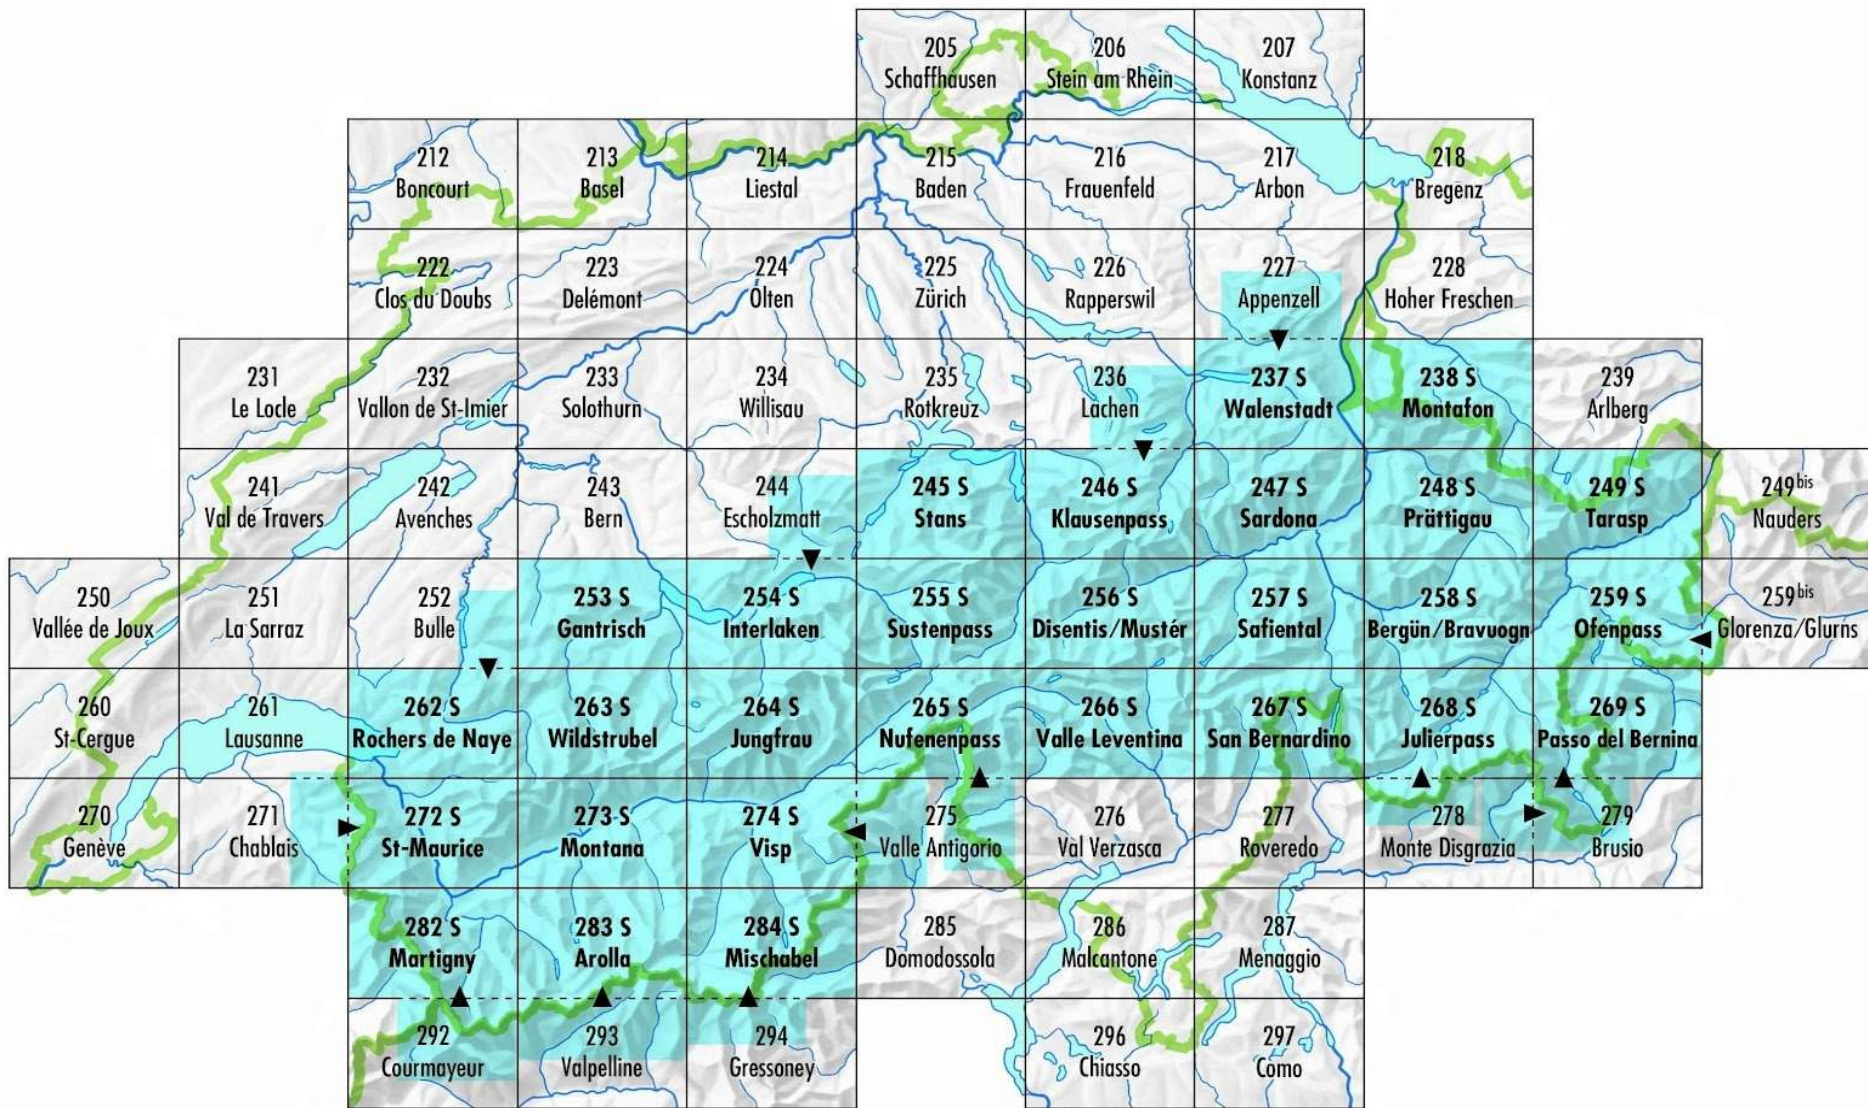 205
Schaffhausen
206
Stein am Rhein
207
Konstanz
212
Boncourt
213
Basel
214
Liestal
215
Baden
216
Frauenfeld
217
Arbon
218
Bregenz
222
Clos du Doubs
223
Delémont
224
Olten
225
Zürich
226
Rapperswil
227
Appenzell
228
Hoher Freschen
231
Le Locle
232
Vallon de St-Imier
233
Solothurn
234
Willisau
235
Rotkreuz
236
Lachen
237 S
Walenstadt
238 S
Montafon
239
Arlberg
241
Val de Travers
242
Avenches
243
Bern
244
Escholzmatt
245 S
Stans
246 S
Klausenpass
247 S
Sardona
248 S
Prättigau
249 S
Tarasp
249bis
Nauders
250
Vallée de Joux
251
La Sarraz
252
Bulle
253 S
Gantrisch
254 S
Interlaken
255 S
Sustenpass
256 S
Disentis/Mustér
257 S
Safiental
258 S
Bergün/Bravuogn
259 S
Ofenpass
259bis
Glorenza/Glurns
260
St-Cergue
261
Lausanne
262 S
Rochers de Naye
263 S
Wildstrubel
264 S
Jungfrau
265 S
Nufenenpass
266 S
Valle Leventina
267 S
San Bernardino
268 S
Julierpass
269 S
Passo del Bernina
270
Genève
271
Chablais
272 S
St-Maurice
273 S
Montana
274 S
Visp
275
Valle Antigorio
276
Val Verzasca
277
Roveredo
278
Monte Disgrazia
279
Brusio
282 S
Martigny
283 S
Arolla
284 S
Mischabel
285
Domodossola
286
Malcantone
287
Menaggio
292
Courmayeur
293
Valpelline
294
Gressoney
296
Chiasso
297
Como